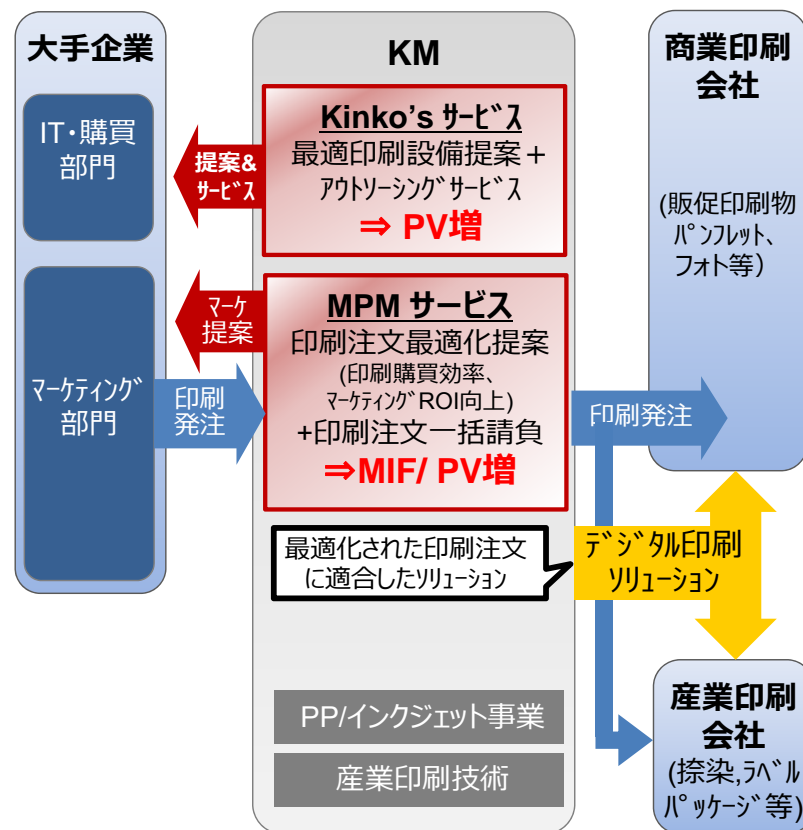 大手企業
IT・購買
部門
マーケティング
部門
提案&
サービス
マーケ
提案
印刷
発注
KM
Kinko’s サービス
最適印刷設備提案＋
アウトソーシングサービス
⇒ PV増
MPM サービス
印刷注文最適化提案
(印刷購買効率、
マーケティングROI向上)
+印刷注文一括請負
⇒MIF/ PV増
最適化された印刷注文
に適合したソリューション
PP/インクジェット事業
産業印刷技術
印刷発注
デジタル印刷
ソリューション
商業印刷
会社
(販促印刷物
パンフレット、
フォト等）
産業印刷
会社
(捺染,ラベル
パッケージ等)